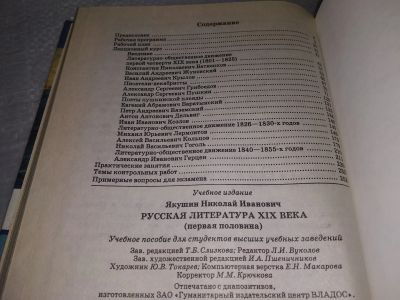 Содержание
Предисловие
Рабочая программа
Рабочий план
Лекционный курс
Введение
Литературно-общественное движение
первой четверти XIX века (1801—1825)
Константин Николаевич Батюшков
Василий Андреевич Жуковский
Иван Андреевич Крылов
Писатели-декабристы
Александр Сергеевич Грибоедов
Александр Сергеевич Пушкин
Поэты пушкинской плеяды
Евгений Абрамович Баратынский
Петр Андреевич Вяземский
Антон Антонович Дельвиг
Иван Иванович Козлов
Литературно-общественное движение 1826—1830-х годов
Михаил Юрьевич Лермонтов
Алексей Васильевич Кольцов
Николай Васильевич Гоголь
Литературно-общественное движение 1840—1855-х годов
Александр Иванович Герцен
Практические занятия
Темы контрольных работ
Примерные вопросы для экзамена
Учебное издание
Якушин Николай Иванович
РУССКАЯ ЛИТЕРАТУРА XIX ВЕКА
(первая половина)
Учебное пособие для студентов высших учебных заведений
Зав. редакцией Т.Б. Слизкова; Редактор Л.И. Вуколов
Зав. художественной редакцией И.А. Пшеничников
Художник Ю.В. Токарев; Компьютерная верстка Е.Н. Макарова
Корректор М.М. Крючкова
Отпечатано с диапозитивов,
изготовленных ЗАО «Гуманитарный издательский центр ВЛАДОС».